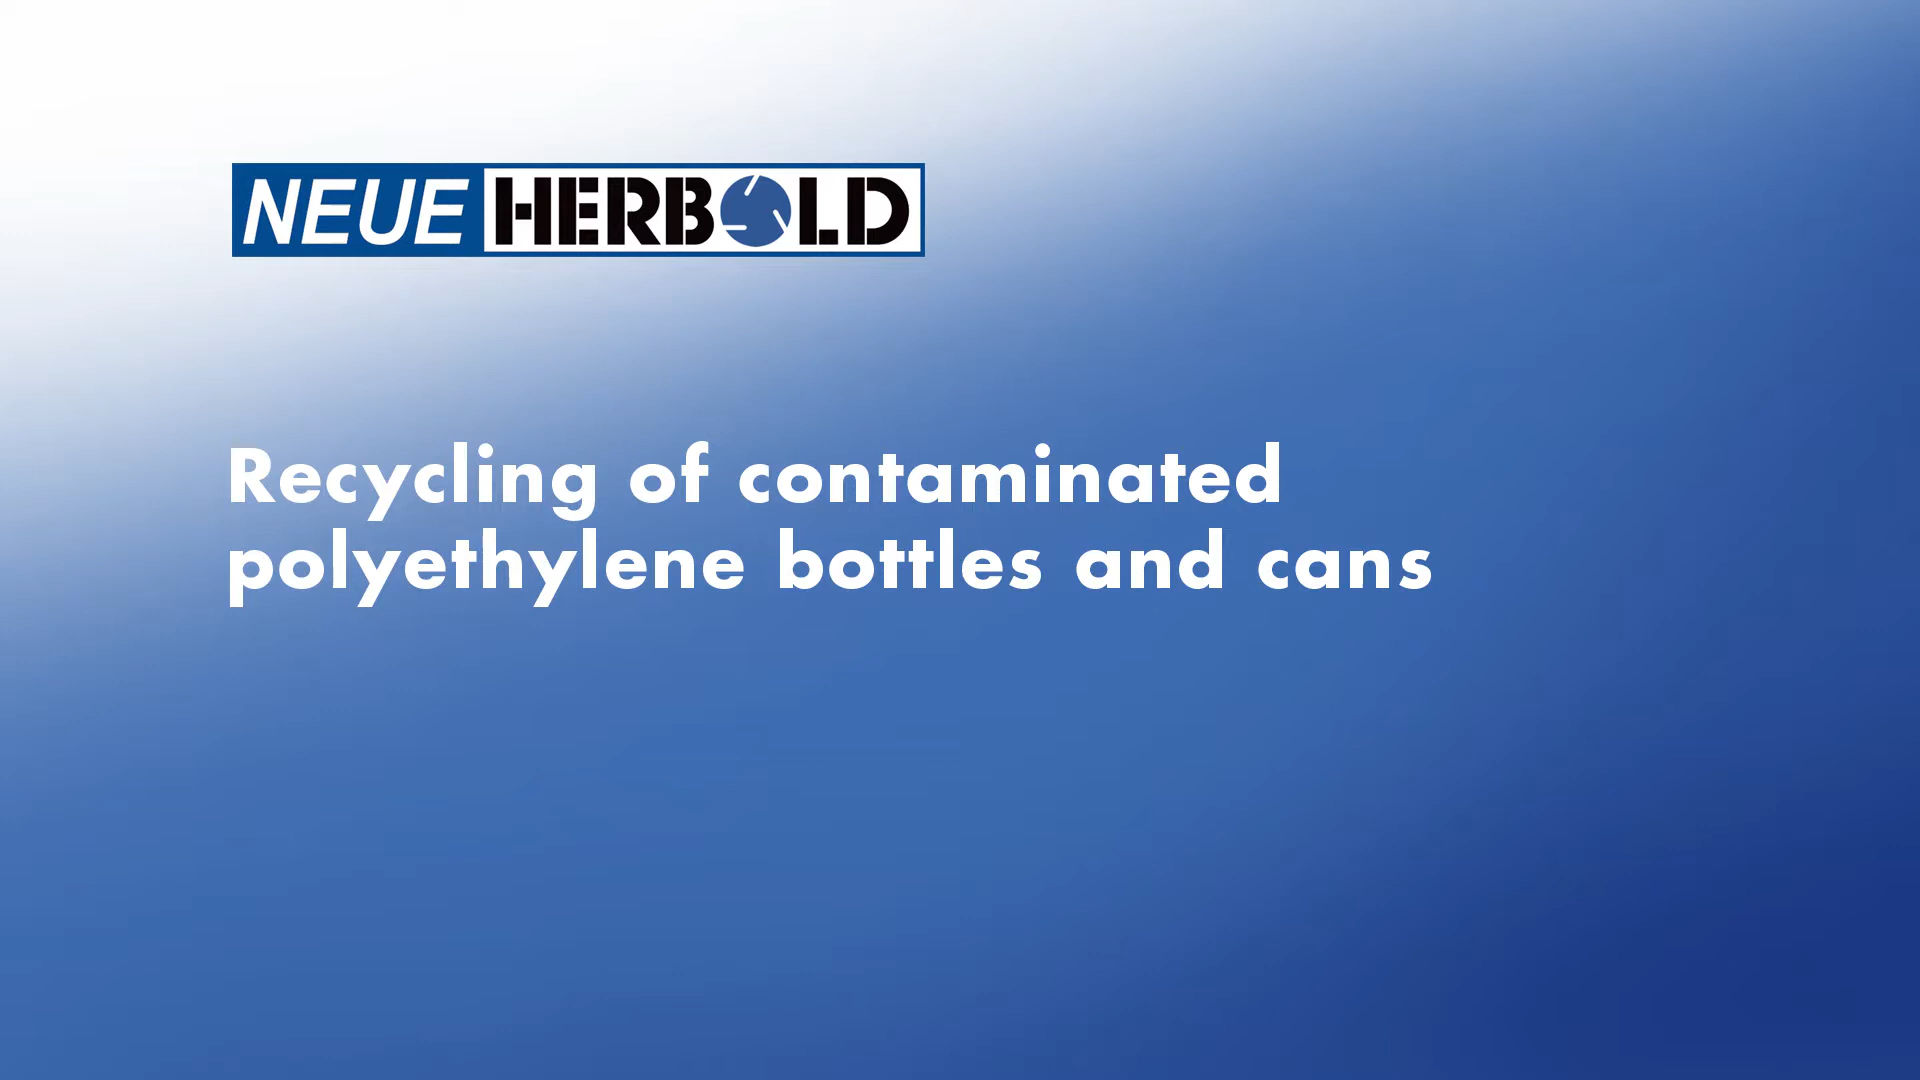 NEUE HERBOLD
Recycling of contaminated
polyethylene bottles and cans